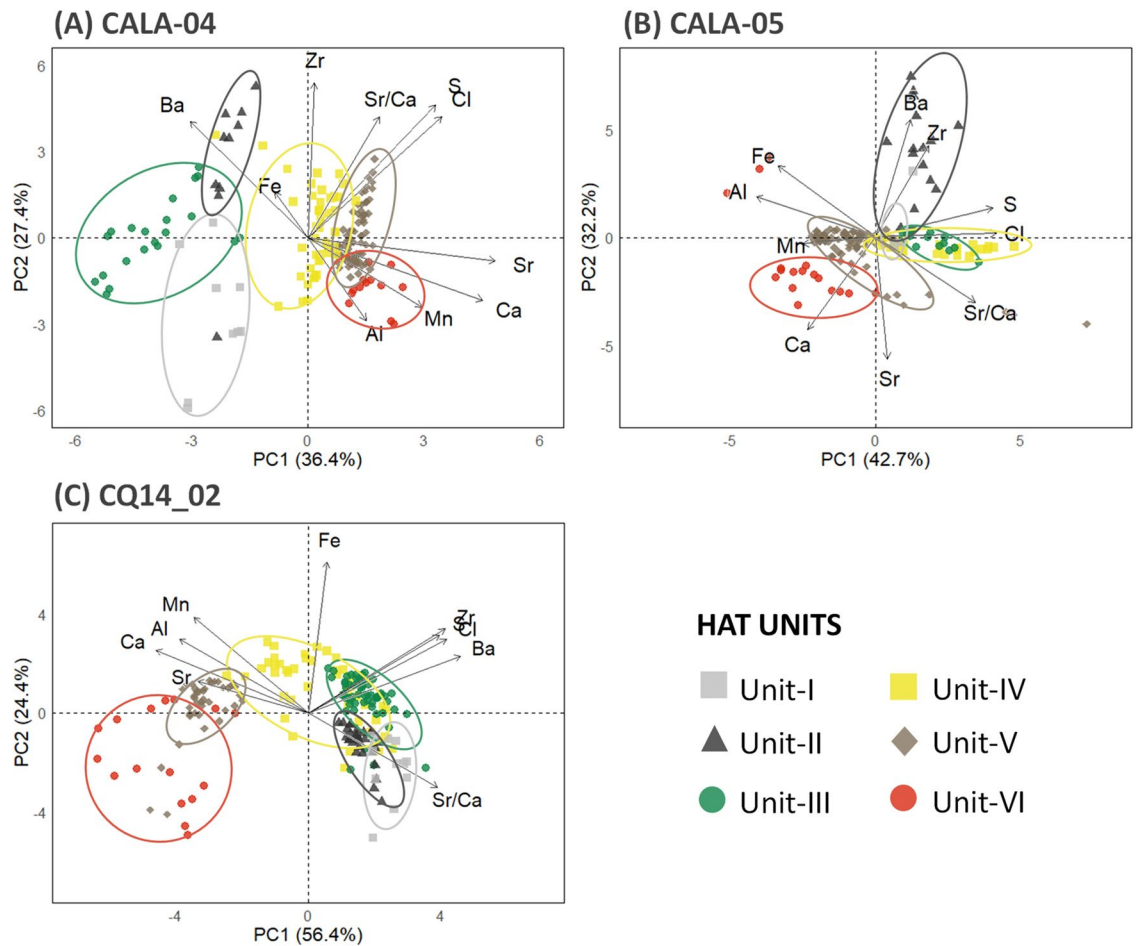 (A) CALA-04
(B) CALA-05
Zr
S
Cl
Sr/Ca
Ba
Fe
Sr
Ca
Mn
Al
6
3
0
-3
-6
PC2 (27.4%)
-6
-3
0
3
6
PC1 (36.4%)
Ba
Zr
Fe
Al
S
Cl
Mn
Sr/Ca
Ca
Sr
5
0
-5
PC2 (32.2%)
-5
0
5
PC1 (42.7%)
(C) CQ14_02
Fe
Mn
Al
Ca
Sr
Zr
S
Cl
Ba
Sr/Ca
4
0
-4
PC2 (24.4%)
-4
0
4
PC1 (56.4%)
HAT UNITS
Unit-I
Unit-IV
Unit-II
Unit-V
Unit-III
Unit-VI